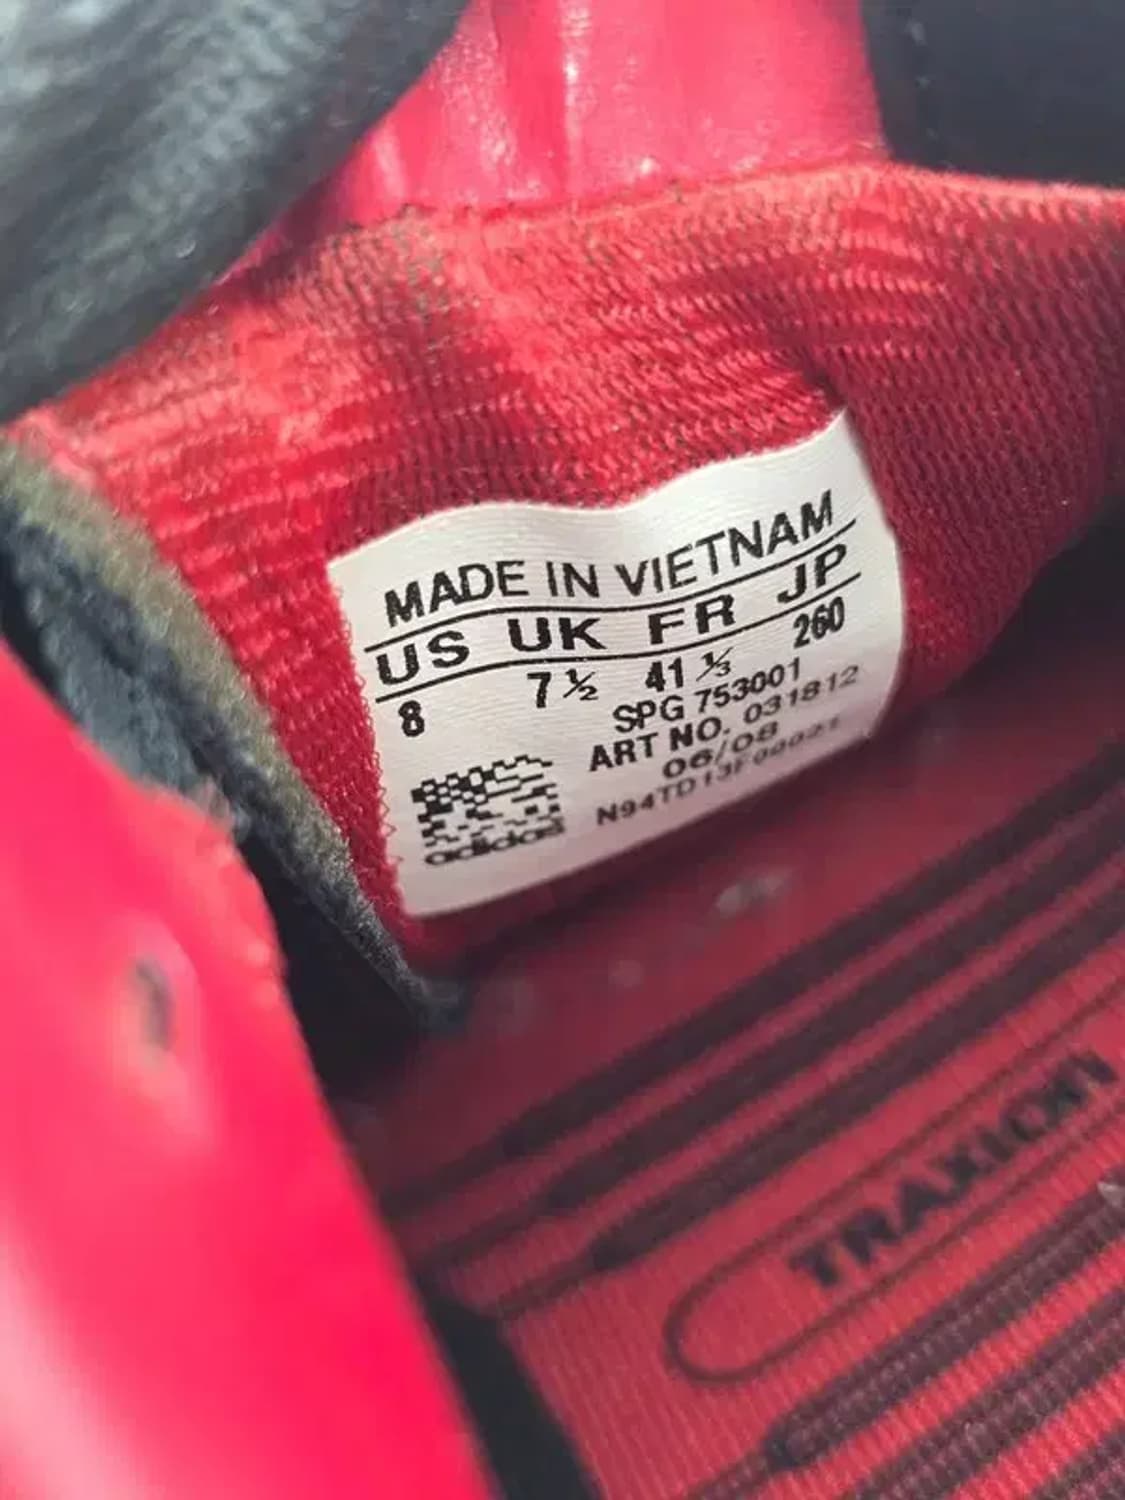 MADE IN VIETNAM
US UK FR JP
8 7½ 41⅓ 260
SPG 753001
ART NO. 031812
06/08
N94TD13F00021
adidas
TRAXION